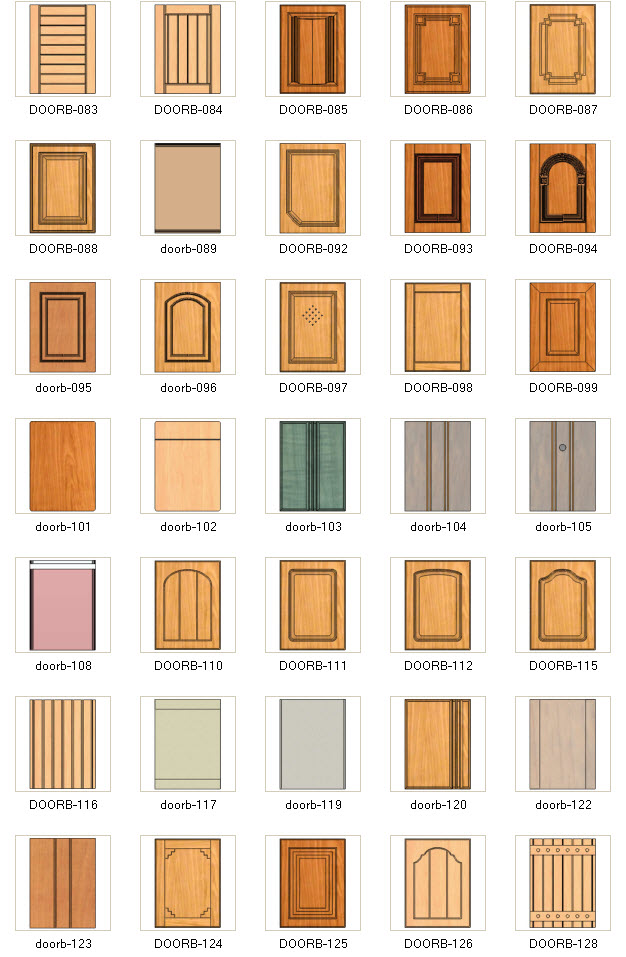 DOORB-083 DOORB-084 DOORB-085 DOORB-086 DOORB-087
DOORB-088 doorb-089 DOORB-092 DOORB-093 DOORB-094
doorb-095 doorb-096 DOORB-097 DOORB-098 DOORB-099
doorb-101 doorb-102 doorb-103 doorb-104 doorb-105
doorb-108 DOORB-110 DOORB-111 DOORB-112 DOORB-115
DOORB-116 doorb-117 doorb-119 doorb-120 doorb-122
doorb-123 DOORB-124 DOORB-125 DOORB-126 DOORB-128